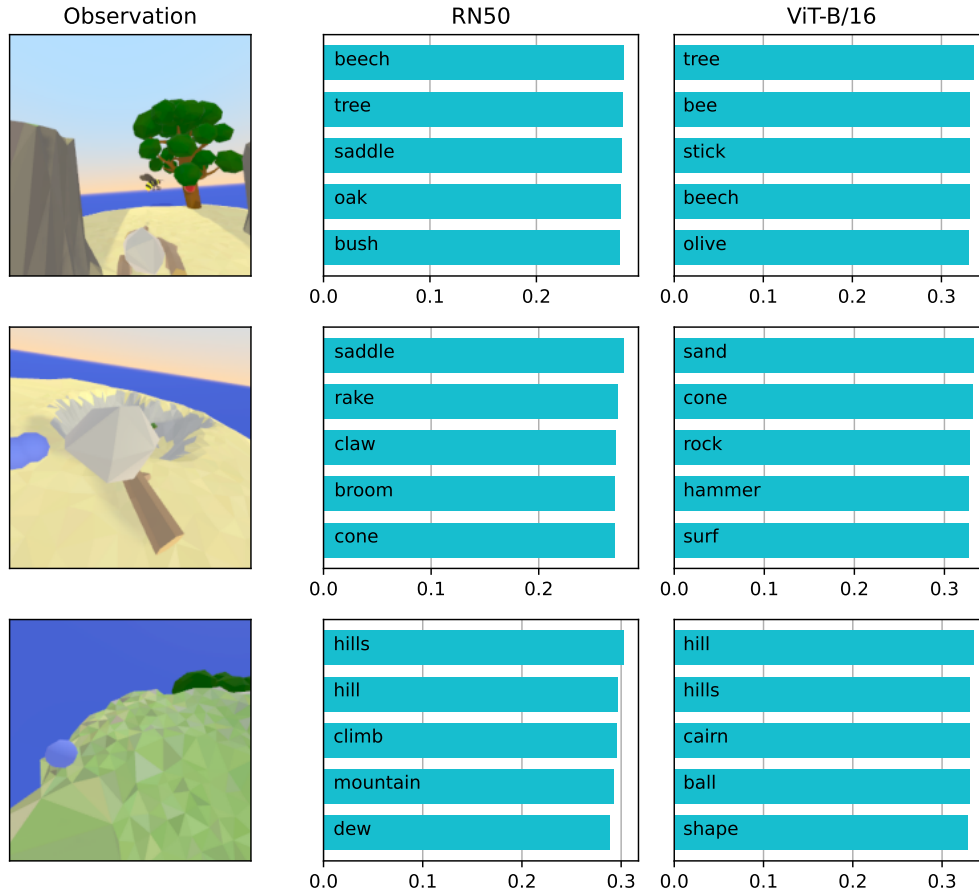 Observation
RN50
ViT-B/16
beech
tree
saddle
oak
bush
0.0 0.1 0.2
tree
bee
stick
beech
olive
0.0 0.1 0.2 0.3
saddle
rake
claw
broom
cone
0.0 0.1 0.2
sand
cone
rock
hammer
surf
0.0 0.1 0.2 0.3
hills
hill
climb
mountain
dew
0.0 0.1 0.2 0.3
hill
hills
cairn
ball
shape
0.0 0.1 0.2 0.3